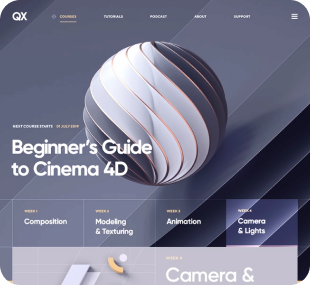 QX
COURSES TUTORIALS PODCAST ABOUT SUPPORT
NEXT COURSE STARTS 01 JULY 2019
Beginner's Guide
to Cinema 4D
WEEK 1 WEEK 2 WEEK 3 WEEK 4
Composition Modeling Animation Camera
& Texturing & Lights
WEEK 4
Camera &